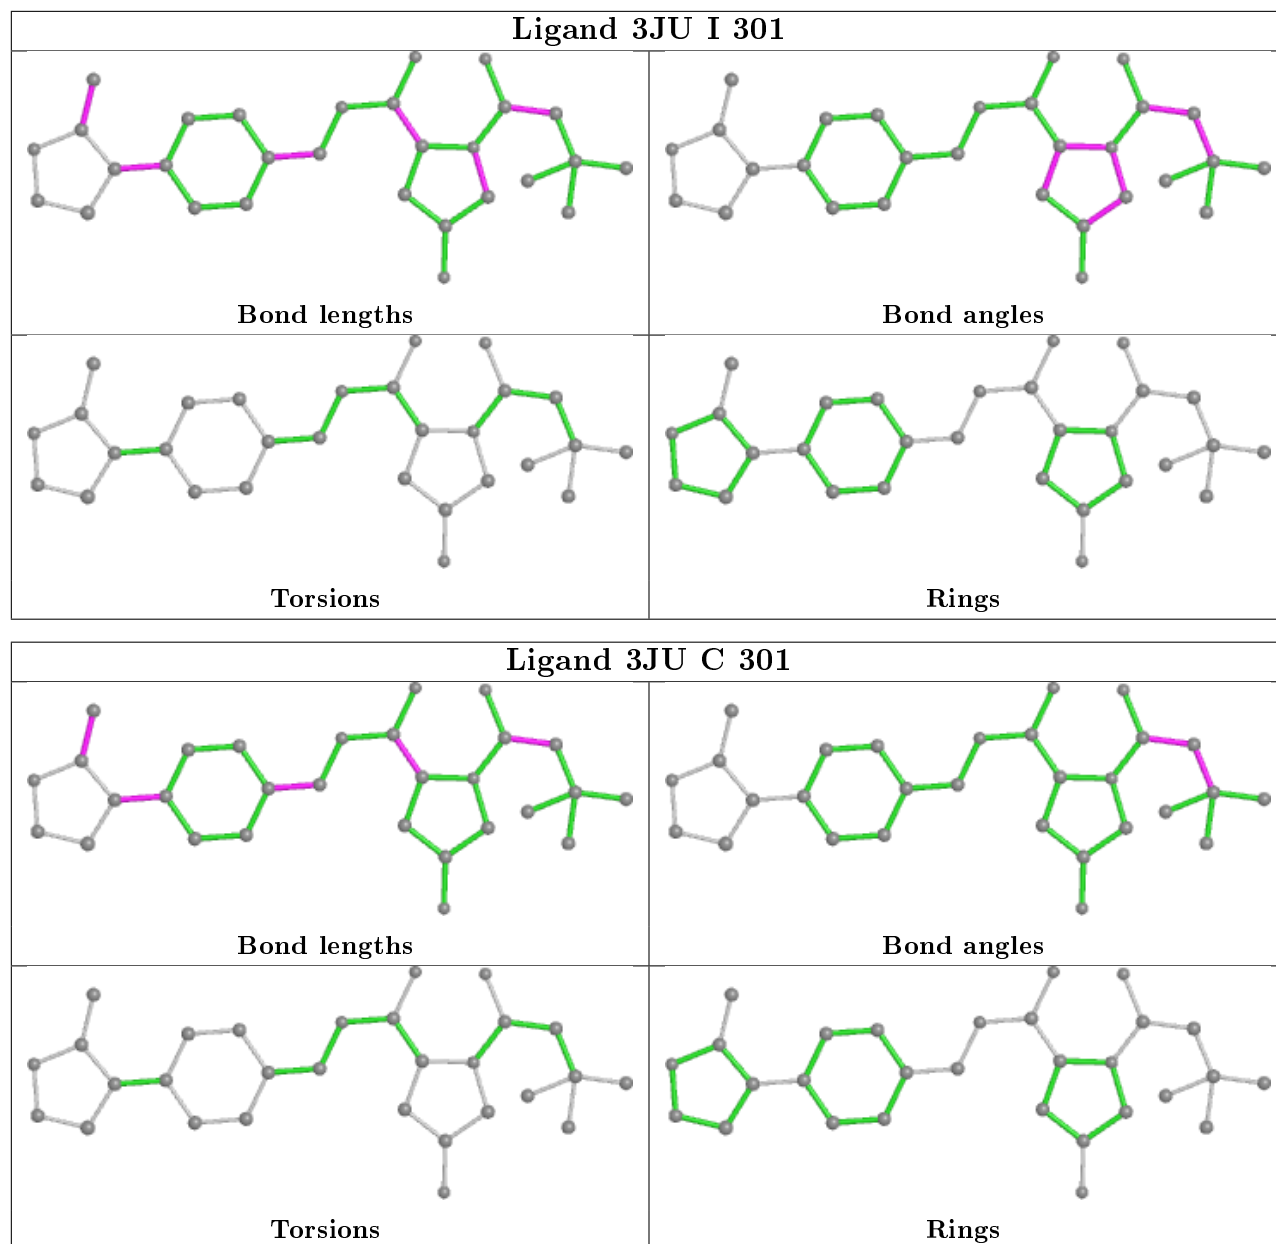 Ligand 3JU I 301
Bond lengths
Bond angles
Torsions
Rings
Ligand 3JU C 301
Bond lengths
Bond angles
Torsions
Rings